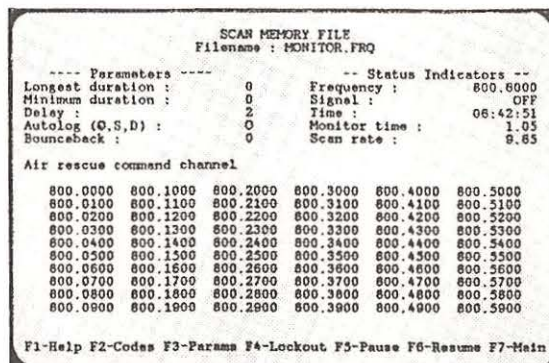 SCAN MEMORY FILE
Filename : MONITOR.FRQ
---- Parameters ---- -- Status Indicators --
Longest duration : 0 Frequency : 800.6000
Minimum duration : 0 Signal : OFF
Delay : 2 Time : 06:42:51
Autolog (O,S,D) : O Monitor time : 1.05
Bounceback : 0 Scan rate : 9.65
Air rescue command channel
800.0000 800.1000 800.2000 800.3000 800.4000 800.5000
800.0100 800.1100 800.2100 800.3100 800.4100 800.5100
800.0200 800.1200 800.2200 800.3200 800.4200 800.5200
800.0300 800.1300 800.2300 800.3300 800.4300 800.5300
800.0400 800.1400 800.2400 800.3400 800.4400 800.5400
800.0500 800.1500 800.2500 800.3500 800.4500 800.5500
800.0600 800.1600 800.2600 800.3600 800.4600 800.5600
800.0700 800.1700 800.2700 800.3700 800.4700 800.5700
800.0800 800.1800 800.2800 800.3800 800.4800 800.5800
800.0900 800.1900 800.2900 800.3900 800.4900 800.5900
F1-Help F2-Codes F3-Params F4-Lockout F5-Pause F6-Resume F7-Main